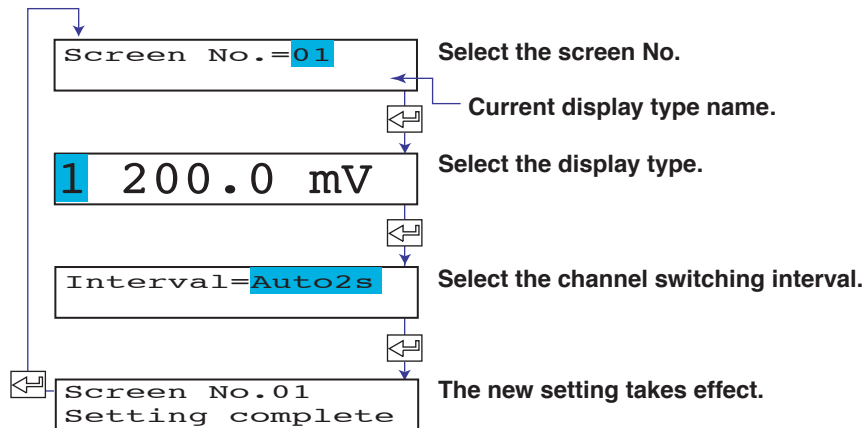 Screen No.=01
Select the screen No.
Current display type name.
1 200.0 mV
Select the display type.
Interval=Auto2s
Select the channel switching interval.
Screen No.01
Setting complete
The new setting takes effect.